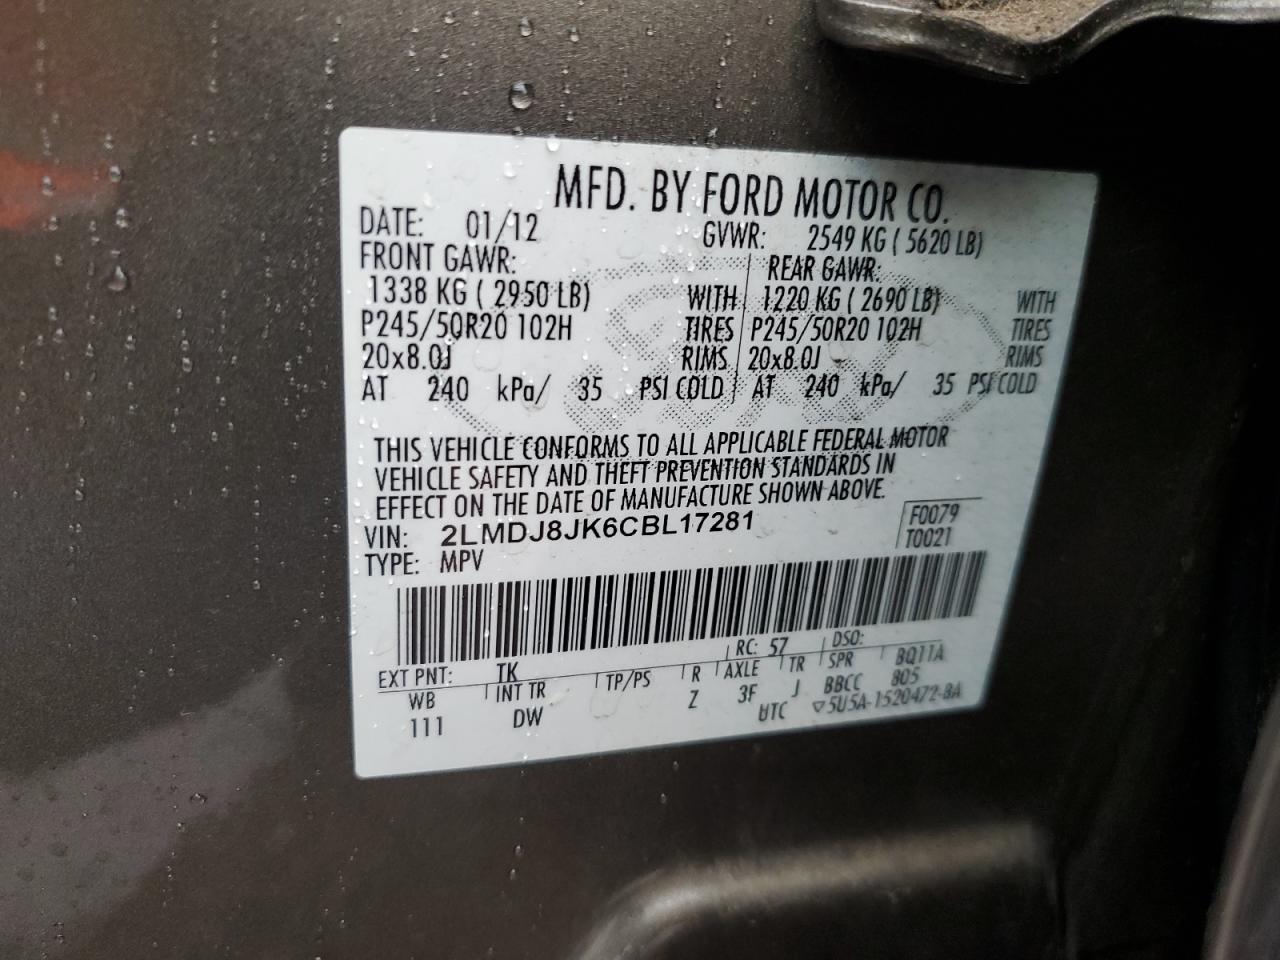 MFD. BY FORD MOTOR CO.
DATE: 01/12 GVWR: 2549 KG ( 5620 LB)
FRONT GAWR: REAR GAWR:
1338 KG ( 2950 LB) WITH 1220 KG ( 2690 LB) WITH
P245/50R20 102H TIRES P245/50R20 102H TIRES
20x8.0J RIMS 20x8.0J RIMS
AT 240 kPa/ 35 PSI COLD AT 240 kPa/ 35 PSI COLD
THIS VEHICLE CONFORMS TO ALL APPLICABLE FEDERAL MOTOR
VEHICLE SAFETY AND THEFT PREVENTION STANDARDS IN
EFFECT ON THE DATE OF MANUFACTURE SHOWN ABOVE.
VIN: 2LMDJ8JK6CBL17281 F0079
TYPE: MPV T0021
RC: 57 DSO:
EXT PNT: TK
WB INT TR TP/PS R AXLE TR SPR BQ11A
111 DW Z 3F J BBCC 805
UTC 5U5A-1520472-BA